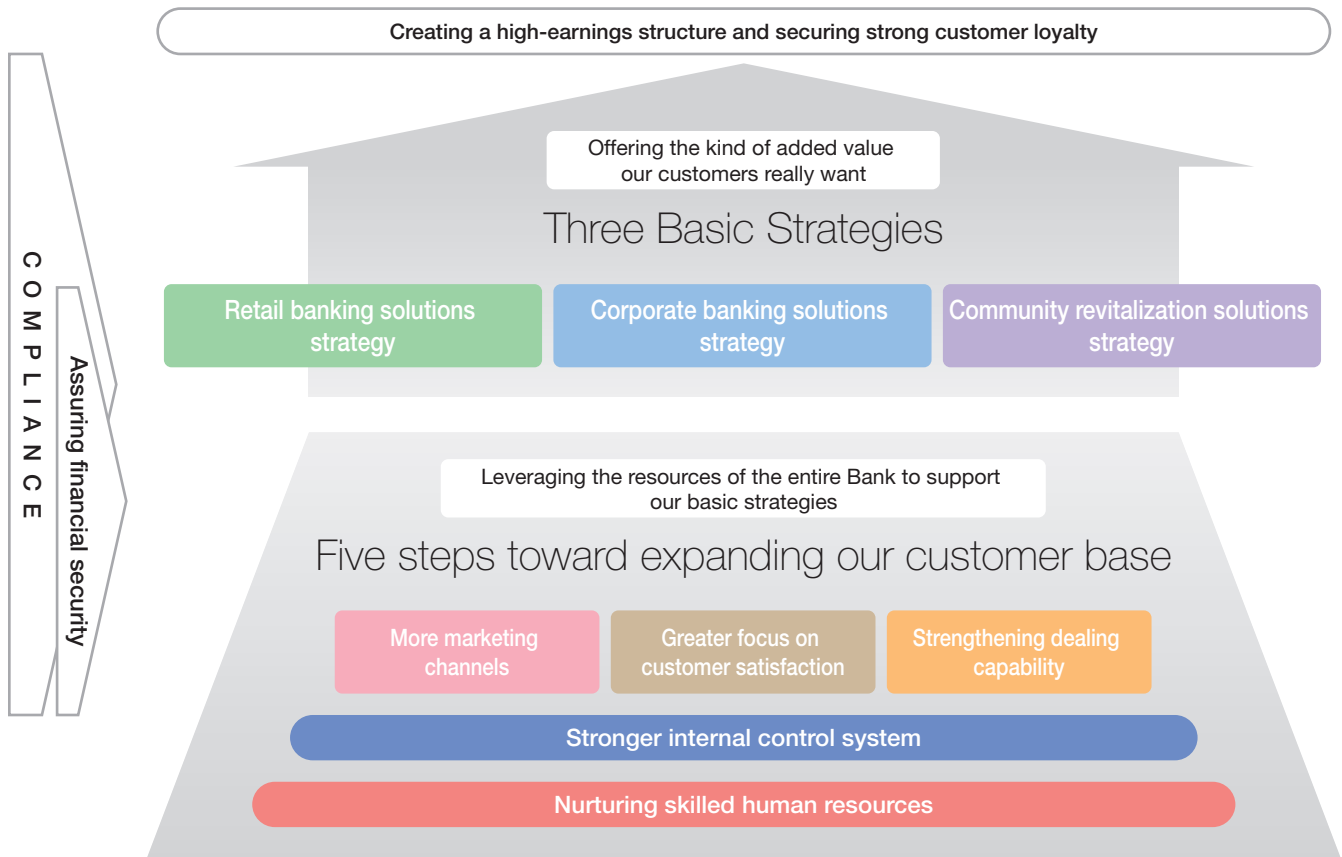 Creating a high-earnings structure and securing strong customer loyalty
COMPLIANCE
Assuring financial security
Offering the kind of added value
our customers really want
Three Basic Strategies
Retail banking solutions
strategy
Corporate banking solutions
strategy
Community revitalization solutions
strategy
Leveraging the resources of the entire Bank to support
our basic strategies
Five steps toward expanding our customer base
More marketing
channels
Greater focus on
customer satisfaction
Strengthening dealing
capability
Stronger internal control system
Nurturing skilled human resources